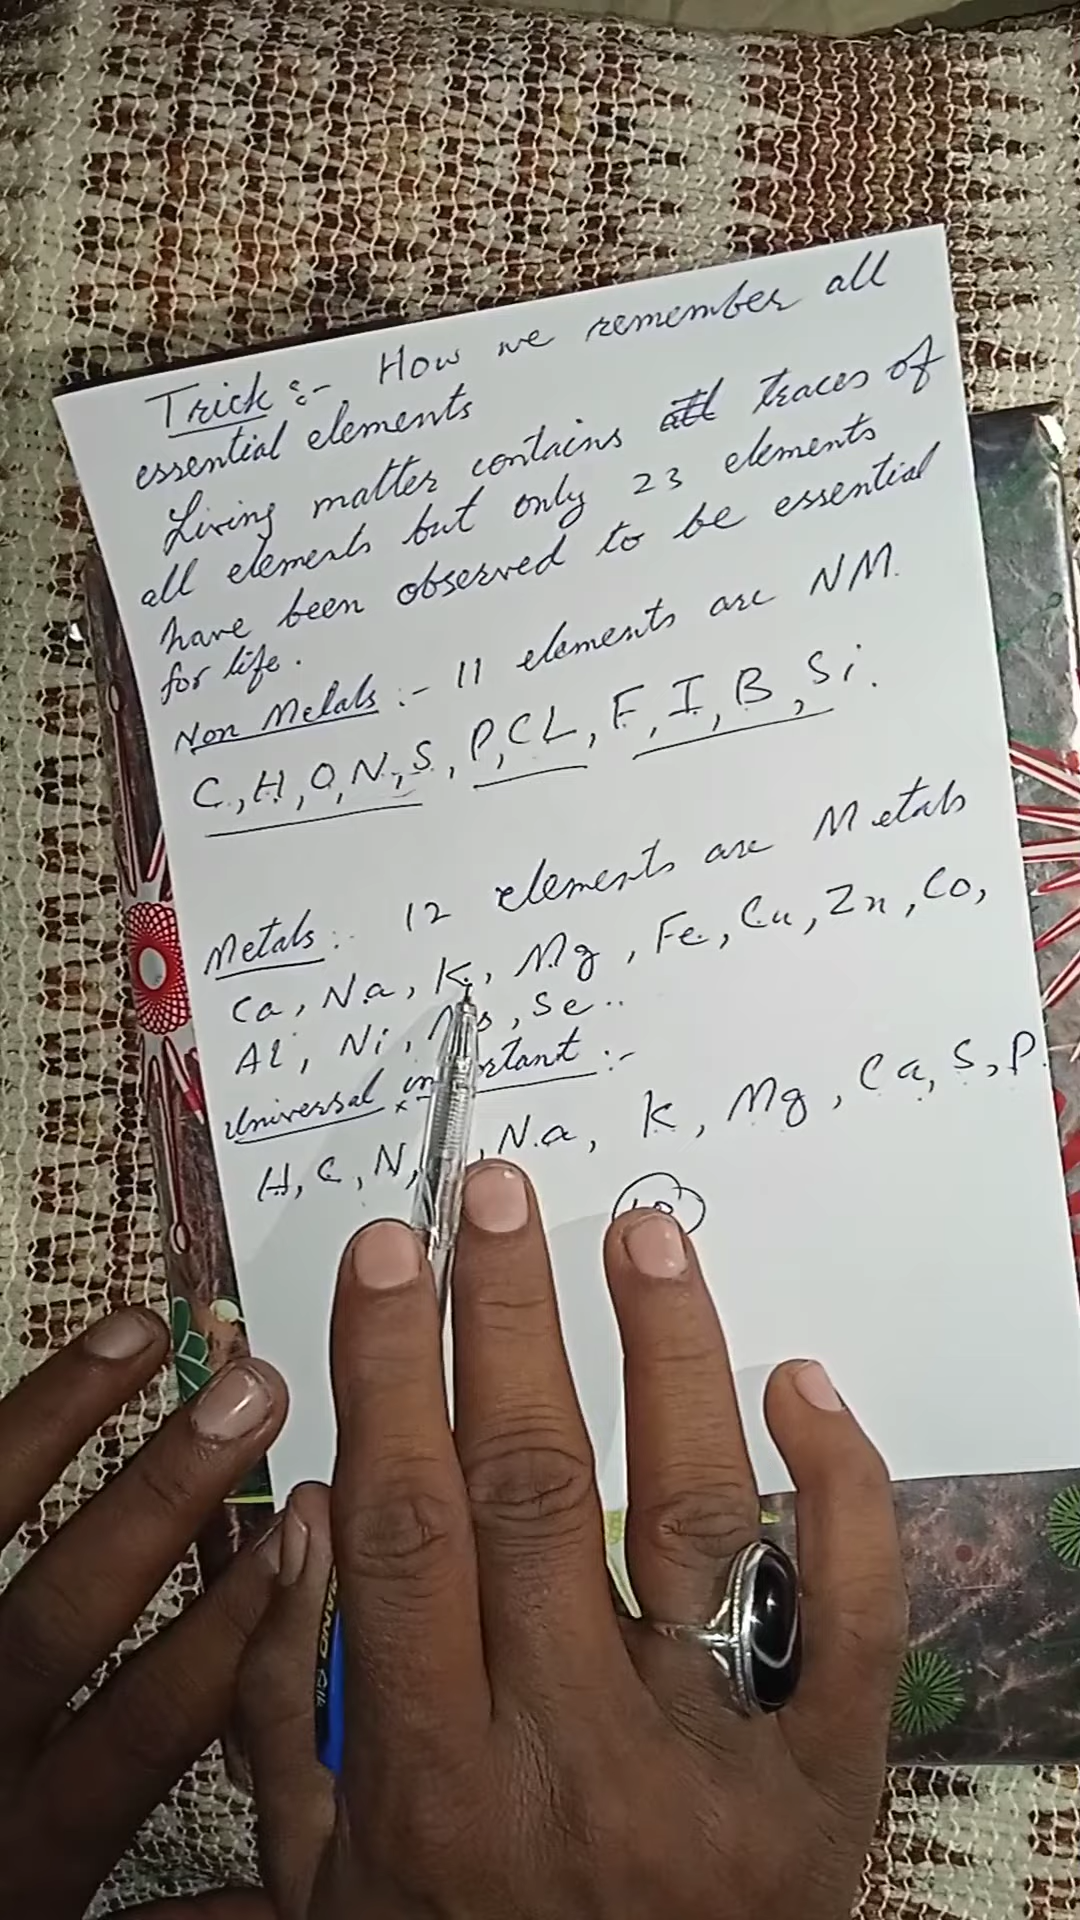 Trick :- How we remember all
essential elements
Living matter contains traces of
all elements but only 23 elements
have been observed to be essential
for life.
Non Metals :- 11 elements are NM.
C, H, O, N, S, P, CL, F, I, B, Si.
Metals :- 12 elements are Metals
Ca, Na, K, Mg, Fe, Cu, Zn, Co,
Al, Ni, Se..
Universal :-
H, C, N, Na, K, Mg, Ca, S, P.